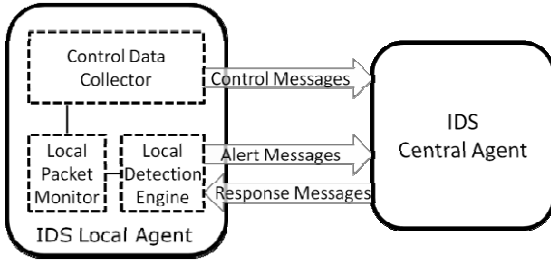 Control Data
Collector
Control Messages
IDS
Central Agent
Local
Packet
Monitor
Local
Detection
Engine
Alert Messages
Response Messages
IDS Local Agent